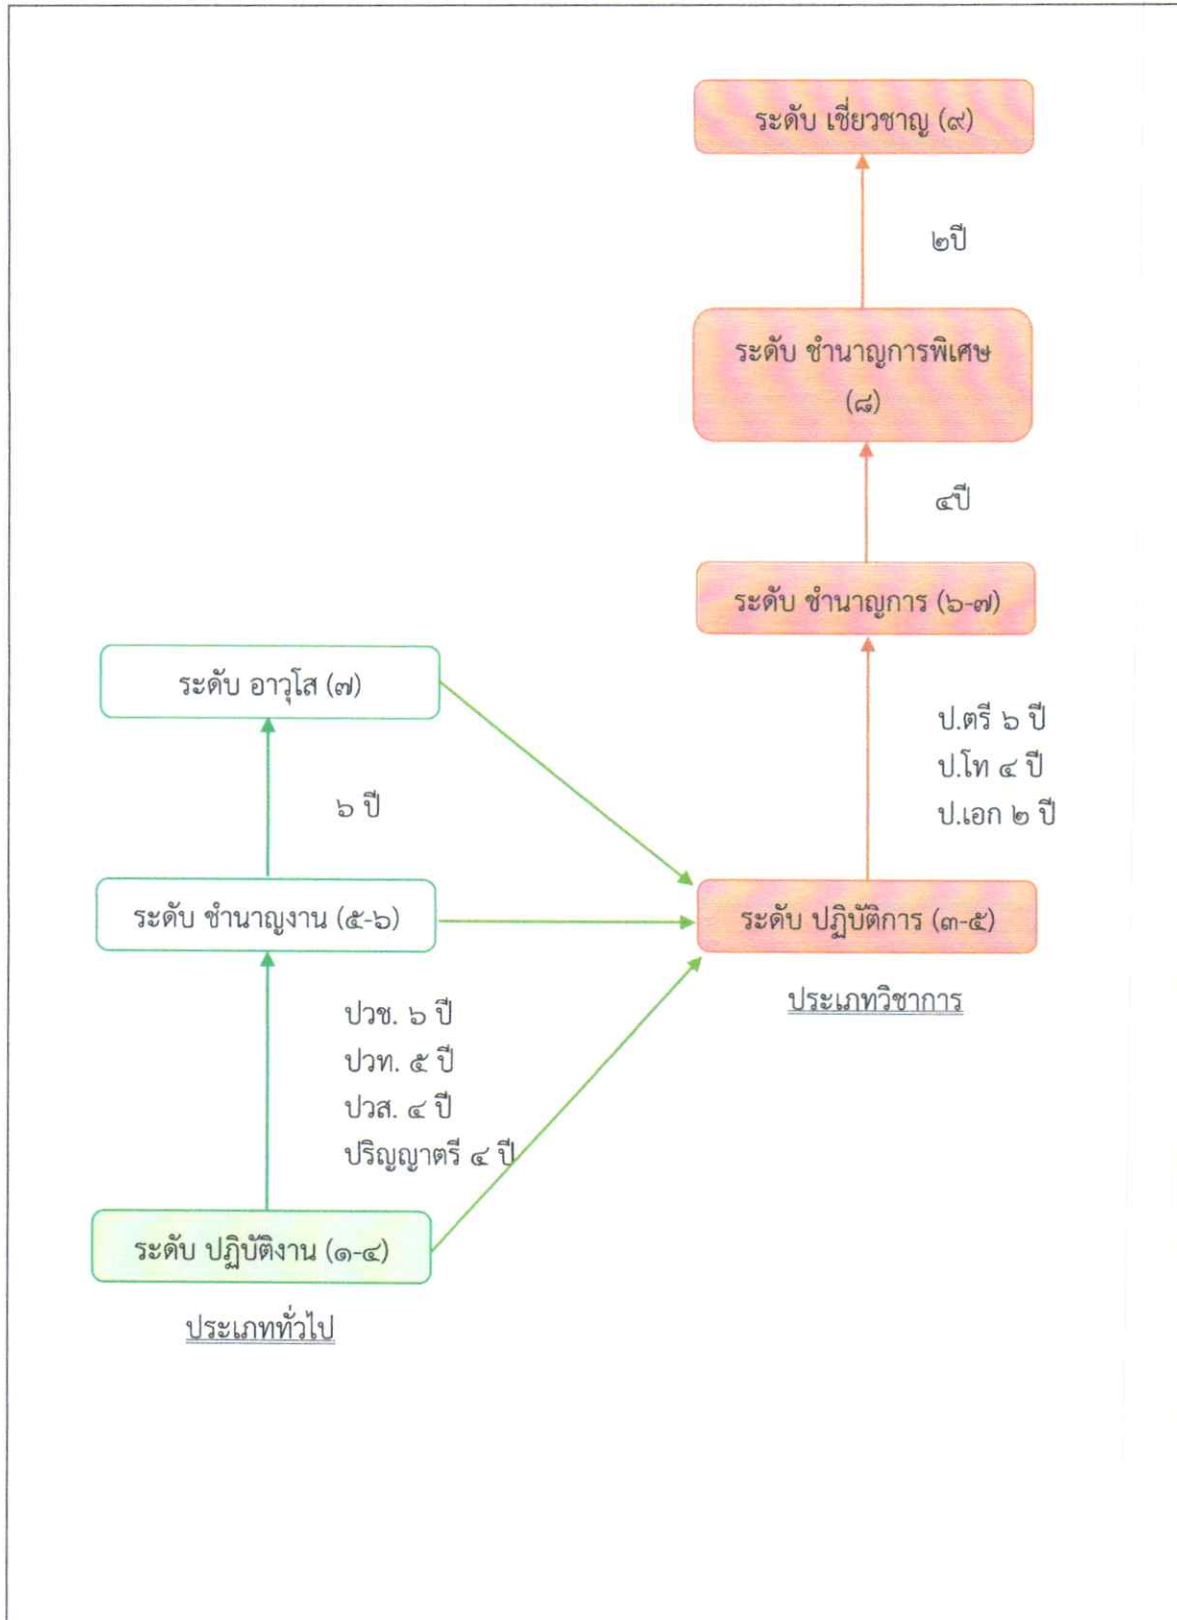 ระดับ เชี่ยวชาญ (๙)
๒ปี
ระดับ ชำนาญการพิเศษ
(๘)
๔ปี
ระดับ ชำนาญการ (๖-๗)
ระดับ อาวุโส (๗)
ป.ตรี ๖ ปี
ป.โท ๔ ปี
ป.เอก ๒ ปี
๖ ปี
ระดับ ชำนาญงาน (๕-๖)
ระดับ ปฏิบัติการ (๓-๕)
ประเภทวิชาการ
ปวช. ๖ ปี
ปวท. ๕ ปี
ปวส. ๔ ปี
ปริญญาตรี ๔ ปี
ระดับ ปฏิบัติงาน (๑-๔)
ประเภททั่วไป